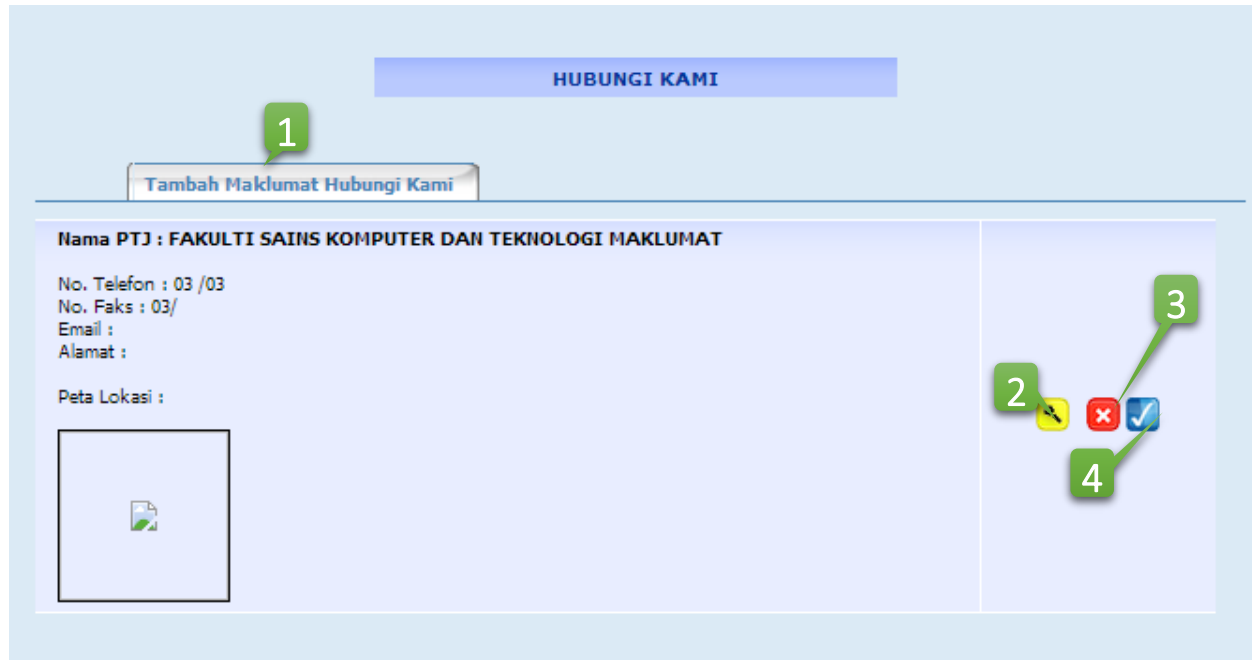 HUBUNGI KAMI
1
Tambah Maklumat Hubungi Kami
Nama PTJ : FAKULTI SAINS KOMPUTER DAN TEKNOLOGI MAKLUMAT
No. Telefon : 03 /03
No. Faks : 03/
Email :
Alamat :
Peta Lokasi :
3
2
4